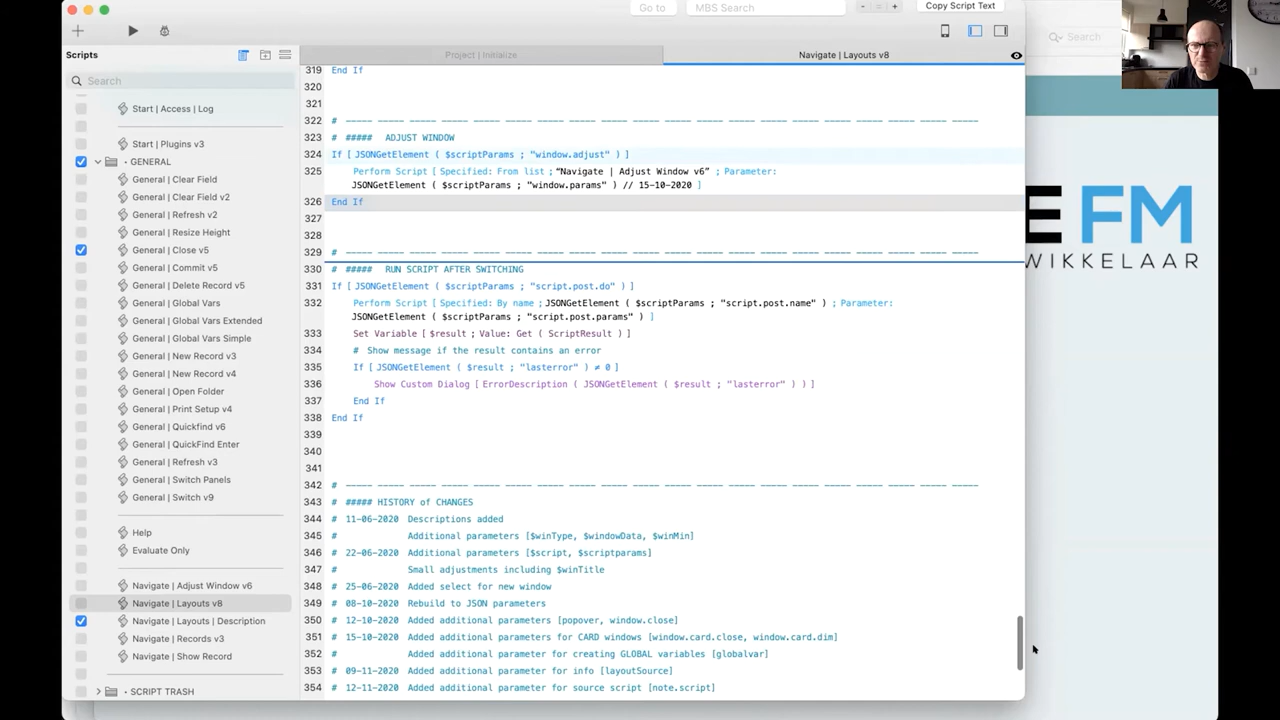 Go to
MBS Search
- = +
Copy Script Text
Scripts
Project | Initialize
Navigate | Layouts v8
Search
Search
Start | Access | Log
Start | Plugins v3
• GENERAL
General | Clear Field
General | Clear Field v2
General | Refresh v2
General | Resize Height
General | Close v5
General | Commit v5
General | Delete Record v5
General | Global Vars
General | Global Vars Extended
General | Global Vars Simple
General | New Record v3
General | New Record v4
General | Open Folder
General | Print Setup v4
General | Quickfind v6
General | QuickFind Enter
General | Refresh v3
General | Switch Panels
General | Switch v9
Help
Evaluate Only
Navigate | Adjust Window v6
Navigate | Layouts v8
Navigate | Layouts | Description
Navigate | Records v3
Navigate | Show Record
• SCRIPT TRASH
319 End If
320
321
322 # ––––– ––––– ––––– ––––– ––––– ––––– ––––– ––––– ––––– ––––– ––––– ––––– ––––– ––––– –––––
323 # ##### ADJUST WINDOW
324 If [ JSONGetElement ( $scriptParams ; "window.adjust" ) ]
325 Perform Script [ Specified: From list ; “Navigate | Adjust Window v6” ; Parameter:
JSONGetElement ( $scriptParams ; "window.params" ) // 15-10-2020 ]
326 End If
327
328
329 # ––––– ––––– ––––– ––––– ––––– ––––– ––––– ––––– ––––– ––––– ––––– ––––– ––––– ––––– –––––
330 # ##### RUN SCRIPT AFTER SWITCHING
331 If [ JSONGetElement ( $scriptParams ; "script.post.do" ) ]
332 Perform Script [ Specified: By name ; JSONGetElement ( $scriptParams ; "script.post.name" ) ; Parameter:
JSONGetElement ( $scriptParams ; "script.post.params" ) ]
333 Set Variable [ $result ; Value: Get ( ScriptResult ) ]
334 # Show message if the result contains an error
335 If [ JSONGetElement ( $result ; "lasterror" ) ≠ 0 ]
336 Show Custom Dialog [ ErrorDescription ( JSONGetElement ( $result ; "lasterror" ) ) ]
337 End If
338 End If
339
340
341
342 # ––––– ––––– ––––– ––––– ––––– ––––– ––––– ––––– ––––– ––––– ––––– ––––– ––––– ––––– –––––
343 # ##### HISTORY of CHANGES
344 # 11-06-2020 Descriptions added
345 # Additional parameters [$winType, $windowData, $winMin]
346 # 22-06-2020 Additional parameters [$script, $scriptparams]
347 # Small adjustments including $winTitle
348 # 25-06-2020 Added select for new window
349 # 08-10-2020 Rebuild to JSON parameters
350 # 12-10-2020 Added additional parameters [popover, window.close]
351 # 15-10-2020 Added additional parameters for CARD windows [window.card.close, window.card.dim]
352 # Added additional parameter for creating GLOBAL variables [globalvar]
353 # 09-11-2020 Added additional parameter for info [layoutSource]
354 # 12-11-2020 Added additional parameter for source script [note.script]
E FM
WIKKELAAR